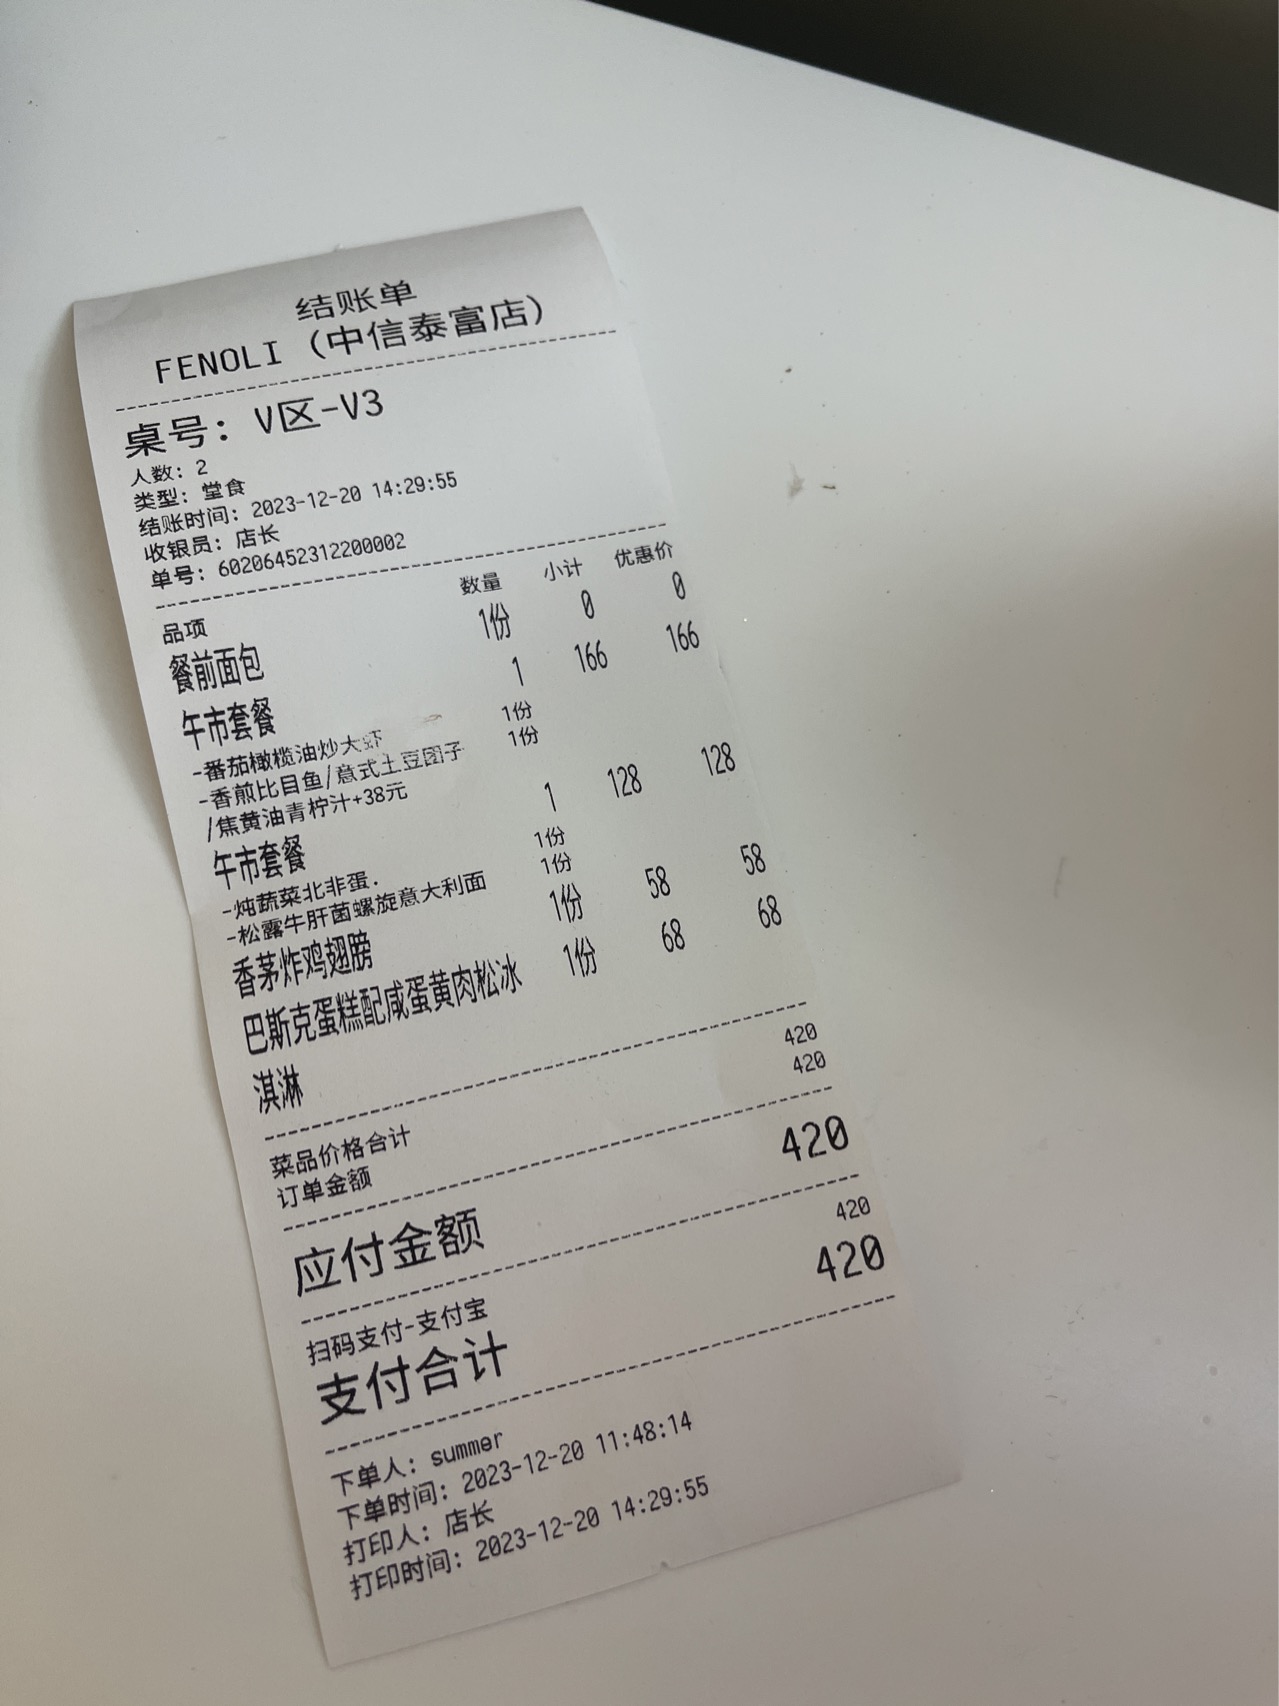 结账单
FENOLI（中信泰富店）
桌号：V区-V3
人数：2
类型：堂食
结账时间：2023-12-20 14:29:55
收银员：店长
单号：60206452312200002
品项 数量 小计 优惠价
餐前面包 1份 0 0
午市套餐 1 166 166
-番茄橄榄油炒大虾 1份
-香煎比目鱼/意式土豆团子 1份
/焦黄油青柠汁+38元
午市套餐 1 128 128
-炖蔬菜北非蛋. 1份
-松露牛肝菌螺旋意大利面 1份
香茅炸鸡翅膀 1份 58 58
巴斯克蛋糕配咸蛋黄肉松冰 1份 68 68
淇淋
菜品价格合计 420
订单金额 420
应付金额 420
扫码支付-支付宝 420
支付合计 420
下单人：summer
下单时间：2023-12-20 11:48:14
打印人：店长
打印时间：2023-12-20 14:29:55